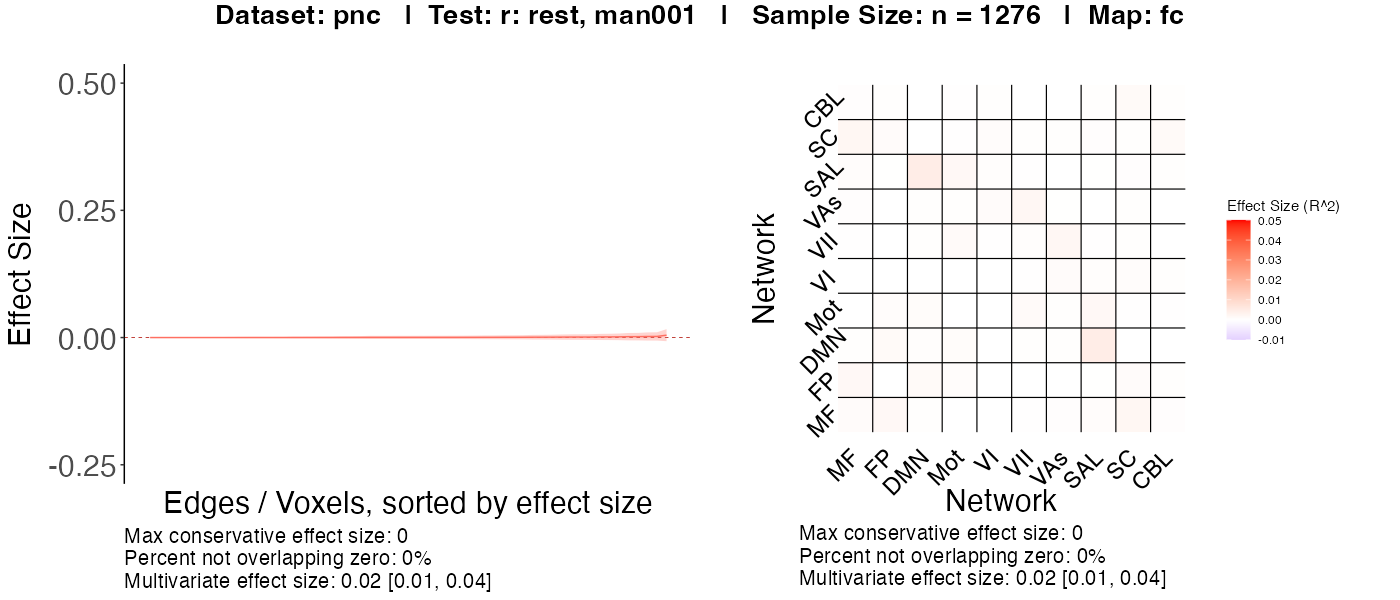 Dataset: pnc | Test: r: rest, man001 | Sample Size: n = 1276 | Map: fc
0.50
0.25
0.00
-0.25
Effect Size
Edges / Voxels, sorted by effect size
Max conservative effect size: 0
Percent not overlapping zero: 0%
Multivariate effect size: 0.02 [0.01, 0.04]
Network
CBL
SC
SAL
VAs
VII
VI
Mot
DMN
FP
MF
MF
FP
DMN
Mot
VI
VII
VAs
SAL
SC
CBL
Network
Max conservative effect size: 0
Percent not overlapping zero: 0%
Multivariate effect size: 0.02 [0.01, 0.04]
Effect Size (R^2)
0.05
0.04
0.03
0.02
0.01
0.00
-0.01